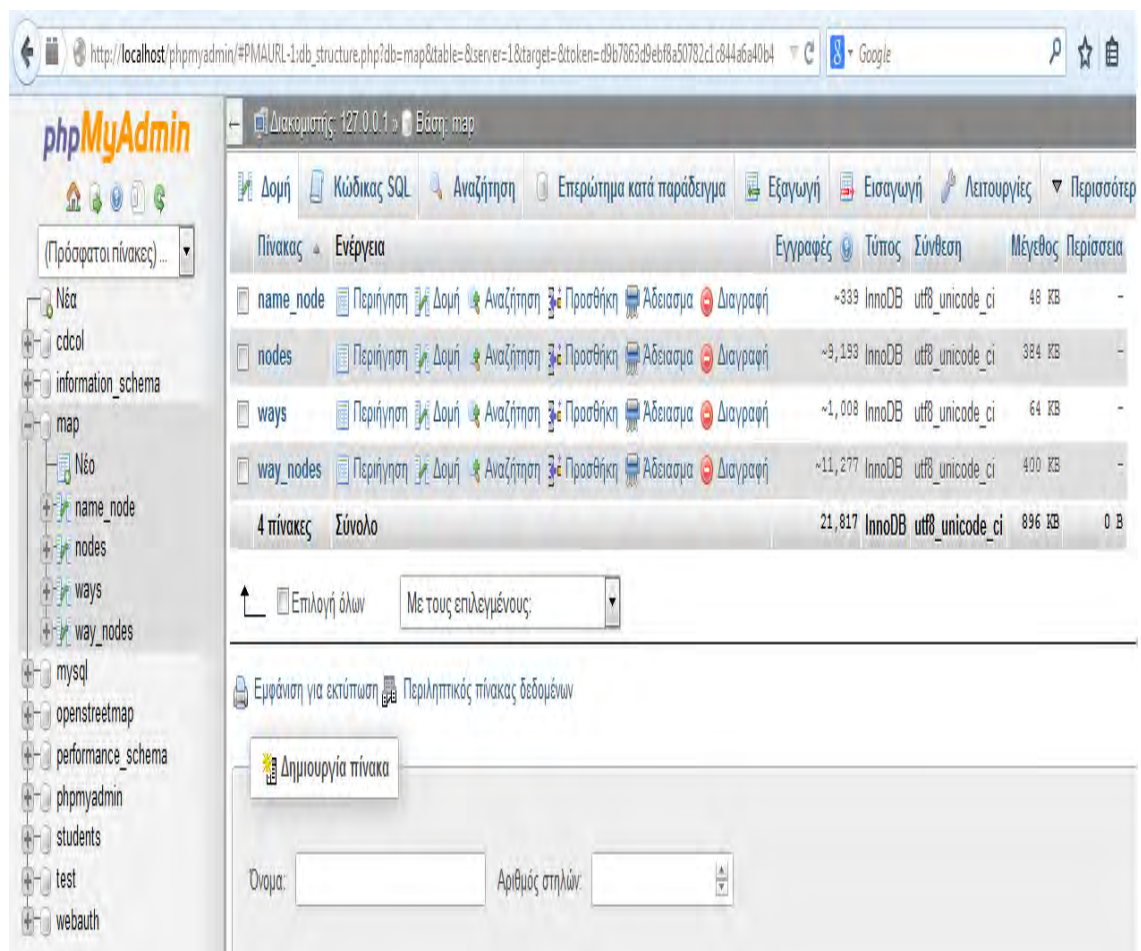 http://localhost/phpmyadmin/#PMAURL-1:db_structure.php?db=map&table=&server=1&target=&token=d9b7863d9ebf8a50782c1c844a6a40b4 Google
phpMyAdmin
(Πρόσφατοι πίνακες) ...
Νέα
cdcol
information_schema
map
Νέο
name_node
nodes
ways
way_nodes
mysql
openstreetmap
performance_schema
phpmyadmin
students
test
webauth
Διακομιστής: 127.0.0.1 » Βάση: map
Δομή Κώδικας SQL Αναζήτηση Επερώτημα κατά παράδειγμα Εξαγωγή Εισαγωγή Λειτουργίες Περισσότερ
Πίνακας Ενέργεια Εγγραφές Τύπος Σύνθεση Μέγεθος Περίσσεια
name_node Περιήγηση Δομή Αναζήτηση Προσθήκη Άδειασμα Διαγραφή ~339 InnoDB utf8_unicode_ci 48 KB -
nodes Περιήγηση Δομή Αναζήτηση Προσθήκη Άδειασμα Διαγραφή ~9,193 InnoDB utf8_unicode_ci 384 KB -
ways Περιήγηση Δομή Αναζήτηση Προσθήκη Άδειασμα Διαγραφή ~1,008 InnoDB utf8_unicode_ci 64 KB -
way_nodes Περιήγηση Δομή Αναζήτηση Προσθήκη Άδειασμα Διαγραφή ~11,277 InnoDB utf8_unicode_ci 400 KB -
4 πίνακες Σύνολο 21,817 InnoDB utf8_unicode_ci 896 KB 0 B
Επιλογή όλων Με τους επιλεγμένους:
Εμφάνιση για εκτύπωση Περιληπτικός πίνακας δεδομένων
Δημιουργία πίνακα
Όνομα: Αριθμός στηλών: